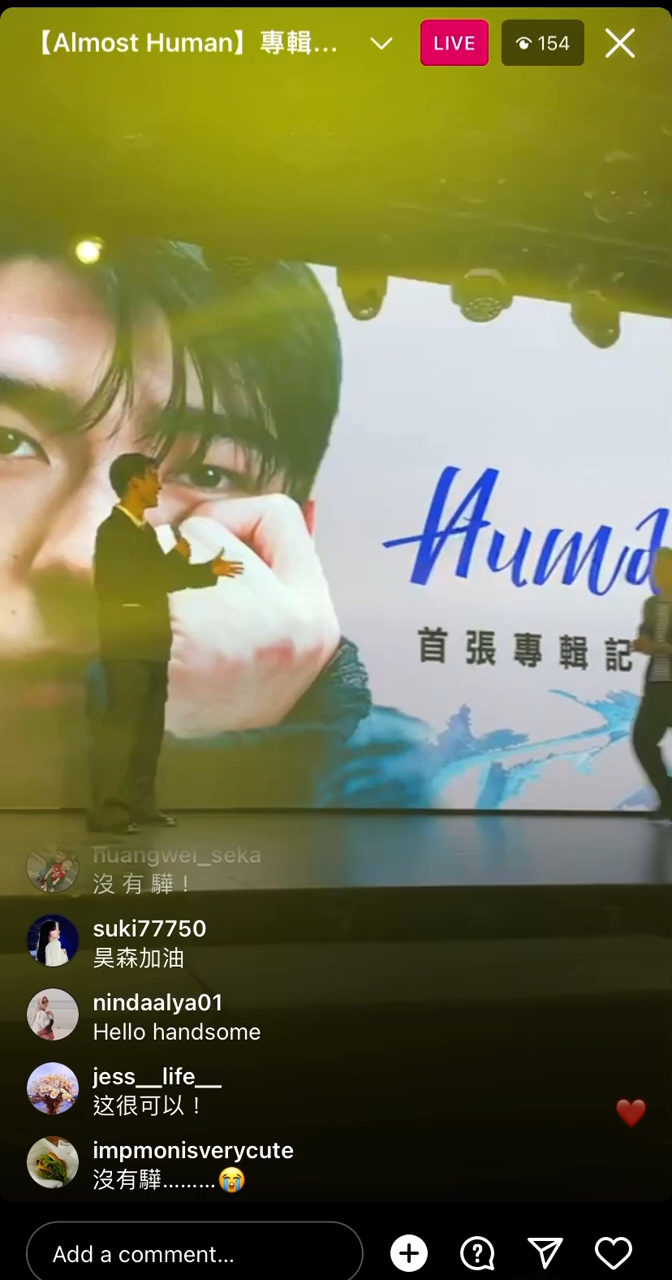 【Almost Human】專輯...
LIVE
154
Huma
首張專輯記
huangwei_seka
沒 有 驊！
suki77750
昊森加油
nindaalya01
Hello handsome
jess__life__
这很可以！
impmonisverycute
沒有驊.........😭
Add a comment...